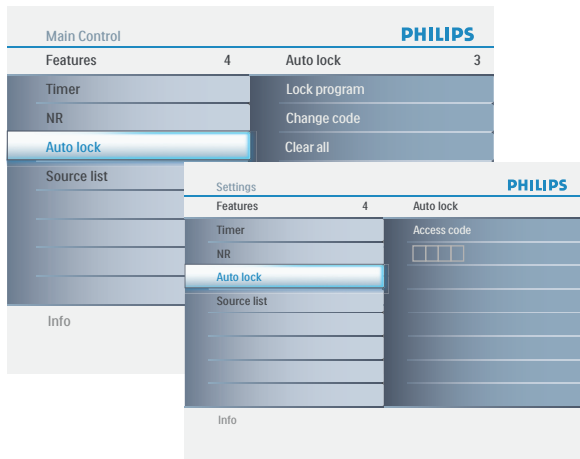 Main Control PHILIPS
Features 4 Auto lock 3
Timer Lock program
NR Change code
Auto lock Clear all
Source list
Info
Settings PHILIPS
Features 4 Auto lock
Timer Access code
NR
Auto lock
Source list
Info